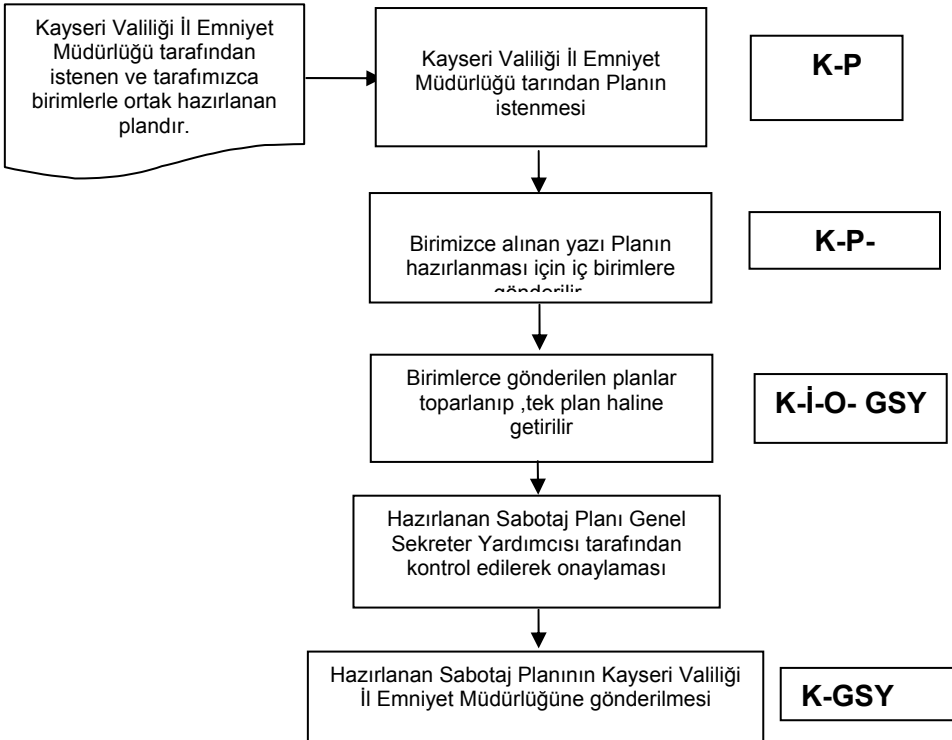 Kayseri Valiliği İl Emniyet
Müdürlüğü tarafından
istenen ve tarafımızca
birimlerle ortak hazırlanan
plandır.
Kayseri Valiliği İl Emniyet
Müdürlüğü tarından Planın
istenmesi
K-P
Birimizce alınan yazı Planın
hazırlanması için iç birimlere
gönderilir
K-P-
Birimlerce gönderilen planlar
toparlanıp ,tek plan haline
getirilir
K-İ-O- GSY
Hazırlanan Sabotaj Planı Genel
Sekreter Yardımcısı tarafından
kontrol edilerek onaylaması
Hazırlanan Sabotaj Planının Kayseri Valiliği
İl Emniyet Müdürlüğüne gönderilmesi
K-GSY